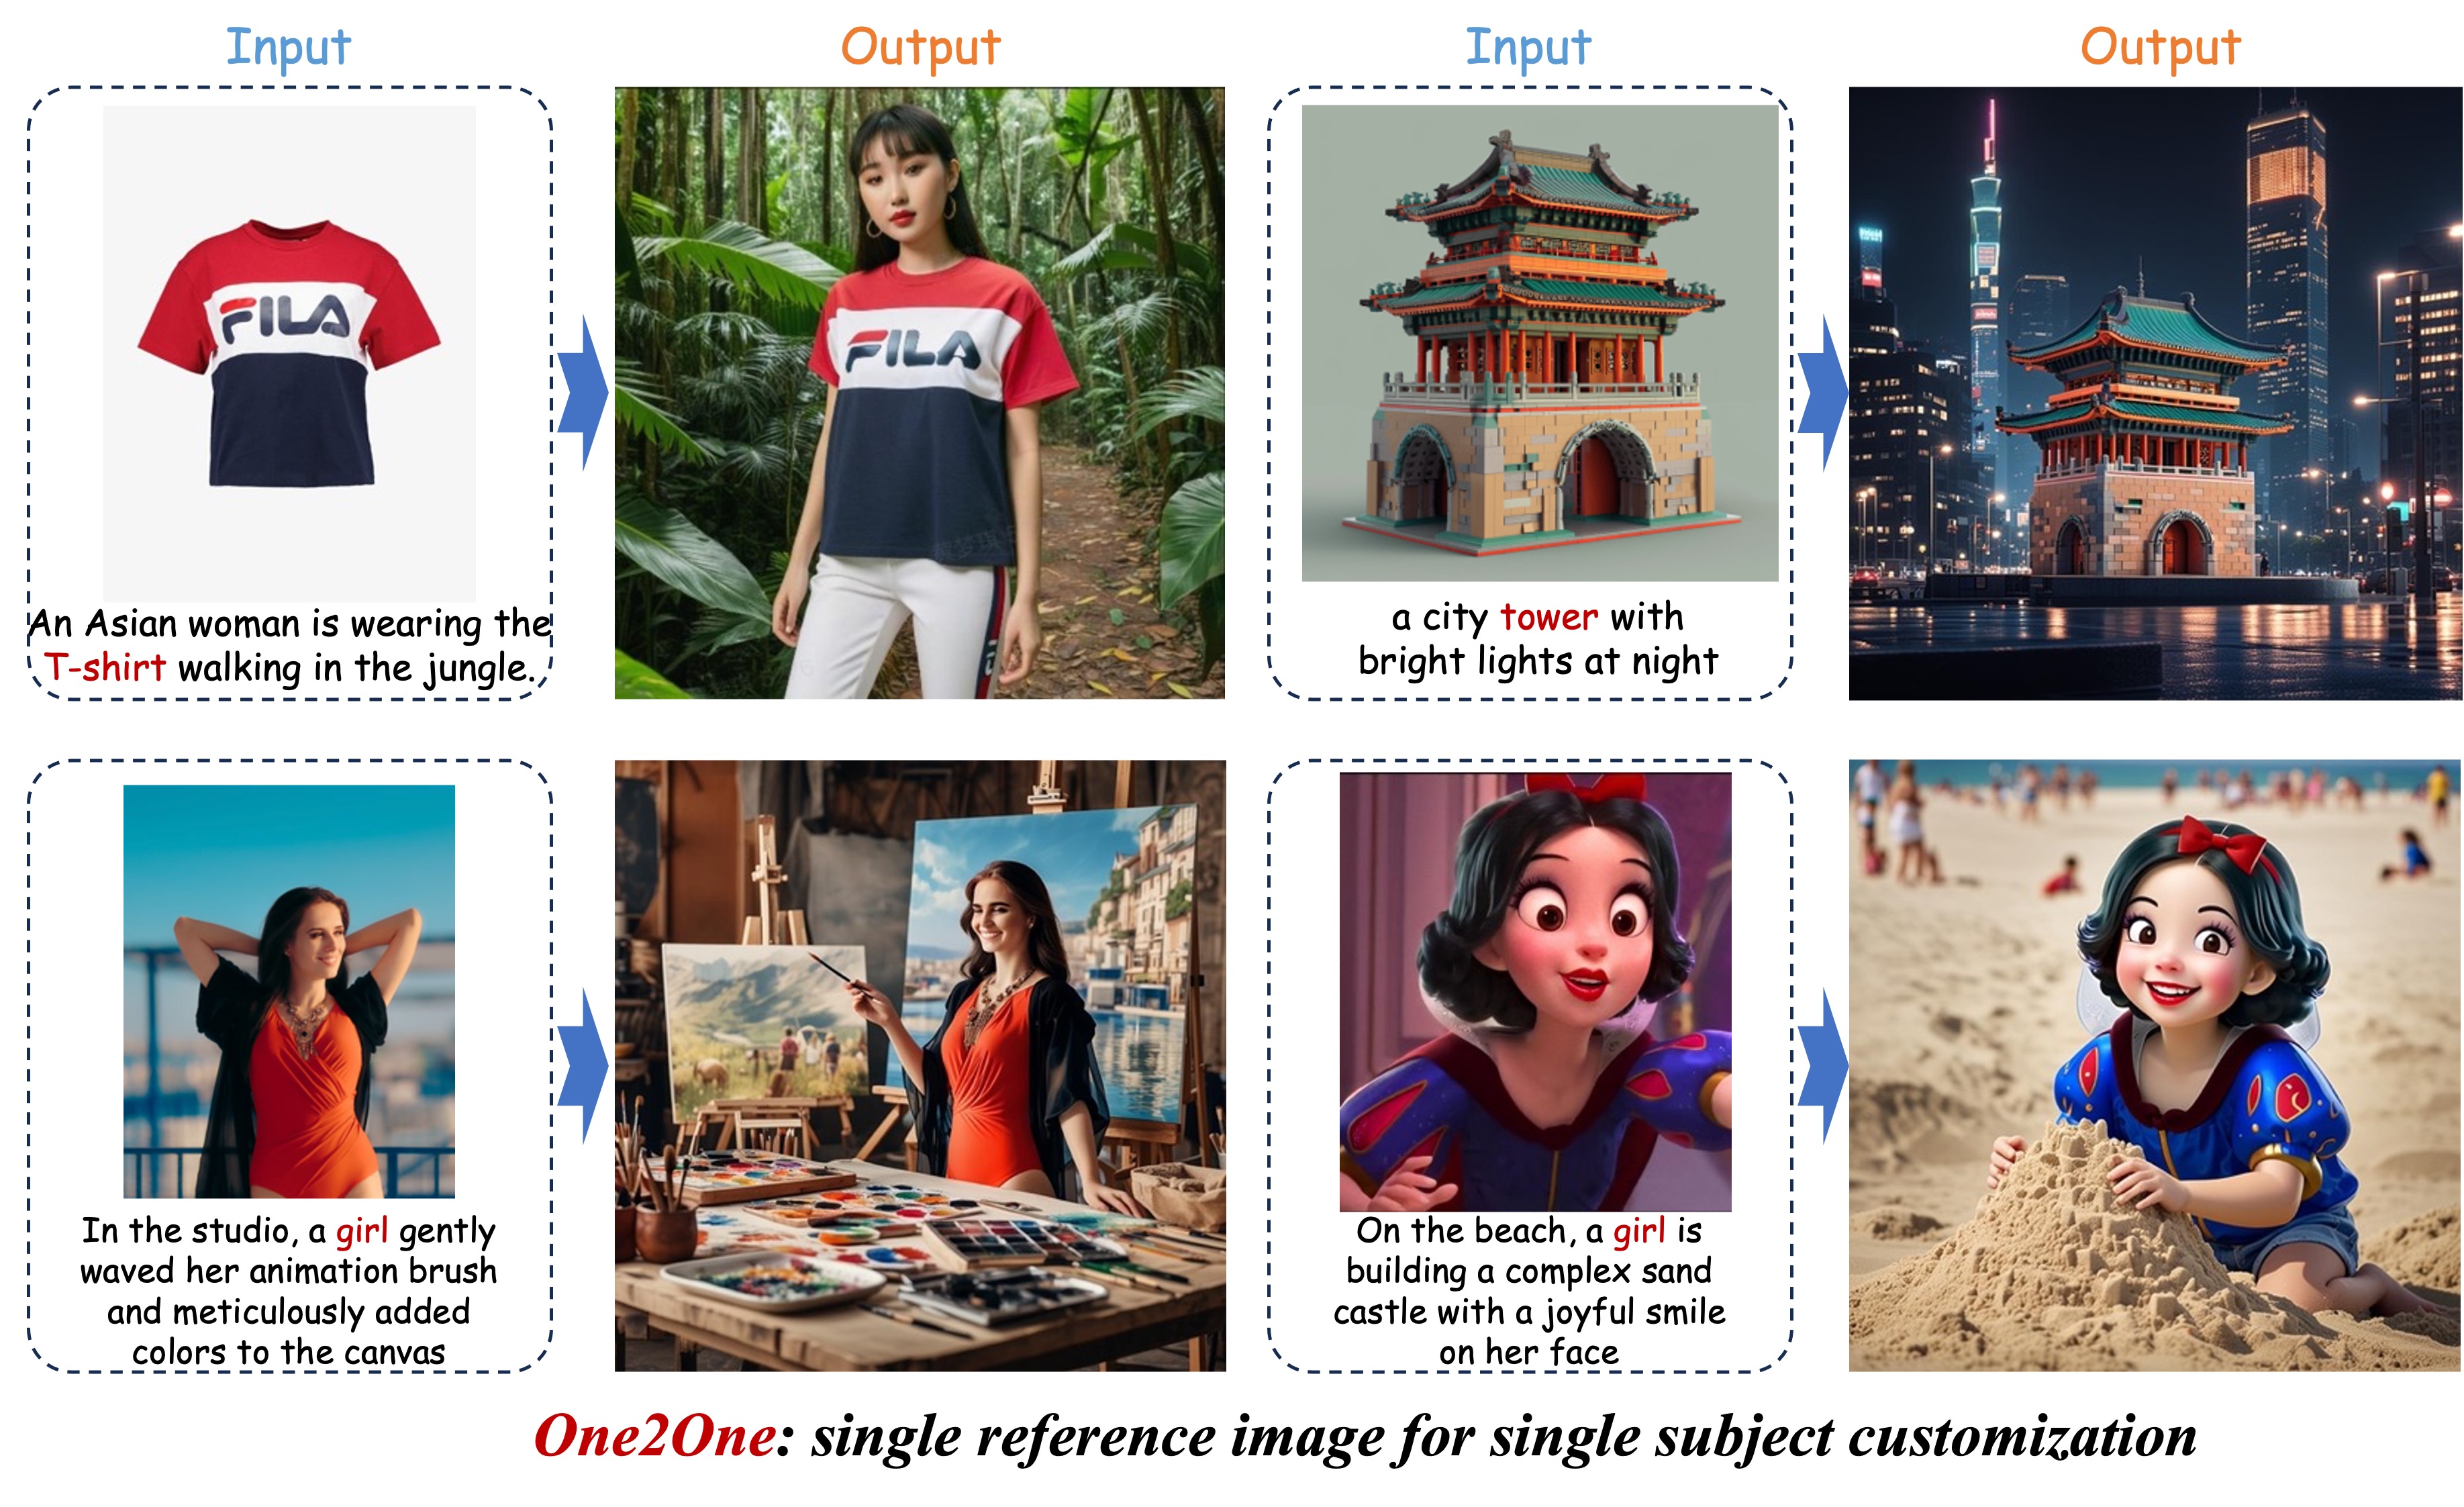 Input
Output
Input
Output
FILA
An Asian woman is wearing the
T-shirt walking in the jungle.
FILA
a city tower with
bright lights at night
In the studio, a girl gently
waved her animation brush
and meticulously added
colors to the canvas
On the beach, a girl is
building a complex sand
castle with a joyful smile
on her face
One2One: single reference image for single subject customization